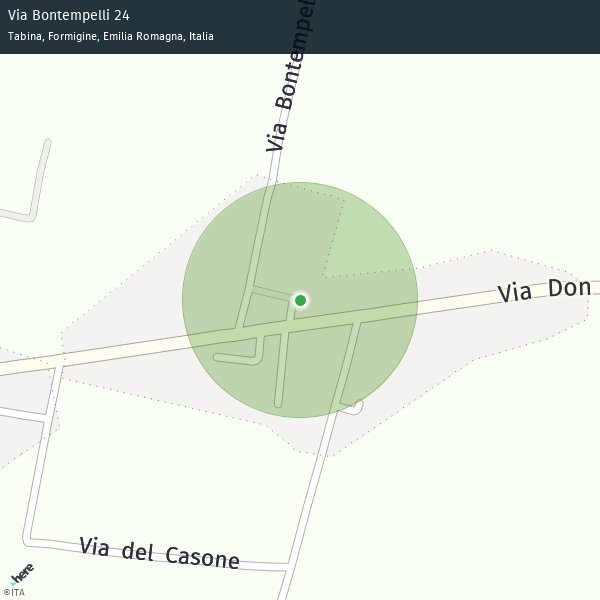 Via Bontempelli 24
Tabina, Formigine, Emilia Romagna, Italia
Via Bontempel
Via Don
Via del Casone
here
©ITA